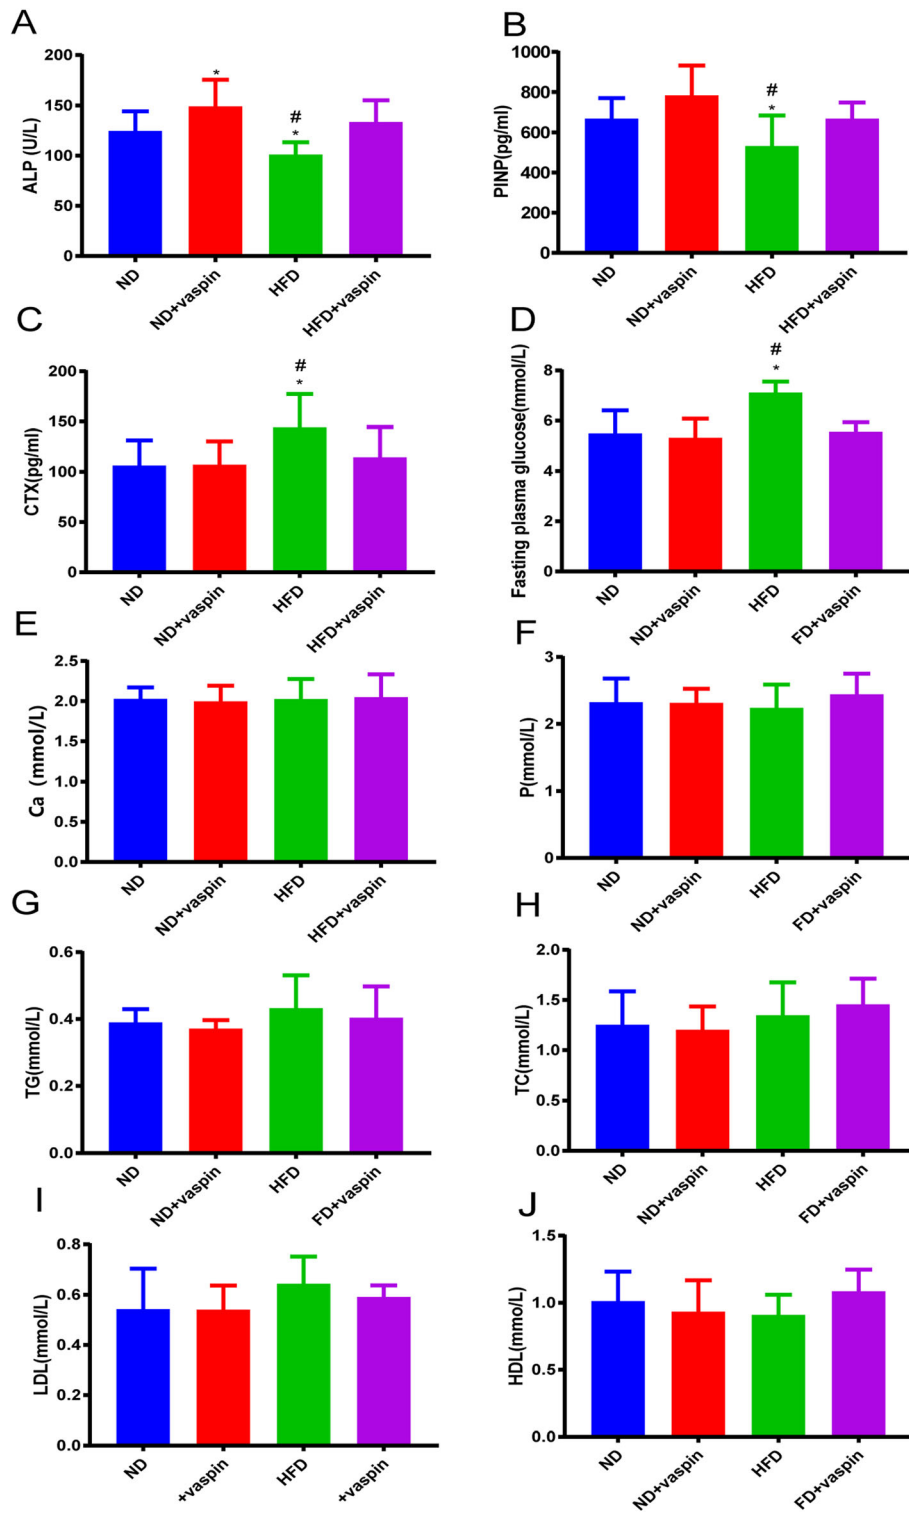 A
ALP (U/L)
200
150
100
50
0
*
#
*
ND
ND+vaspin
HFD
HFD+vaspin
B
PINP(pg/ml)
1000
800
600
400
200
0
#
*
ND
ND+vaspin
HFD
HFD+vaspin
C
CTX(pg/ml)
200
150
100
50
0
#
*
ND
ND+vaspin
HFD
HFD+vaspin
D
Fasting plasma glucose(mmol/L)
8
6
4
2
0
#
*
ND
ND+vaspin
HFD
FD+vaspin
E
Ca (mmol/L)
2.5
2.0
1.5
1.0
0.5
0.0
ND
ND+vaspin
HFD
HFD+vaspin
F
P(mmol/L)
3
2
1
0
ND
ND+vaspin
HFD
FD+vaspin
G
TG(mmol/L)
0.6
0.4
0.2
0.0
ND
ND+vaspin
HFD
FD+vaspin
H
TC(mmol/L)
2.0
1.5
1.0
0.5
0.0
ND
ND+vaspin
HFD
FD+vaspin
I
LDL(mmol/L)
0.8
0.6
0.4
0.2
0.0
ND
+vaspin
HFD
+vaspin
J
HDL(mmo/L)
1.5
1.0
0.5
0.0
ND
ND+vaspin
HFD
FD+vaspin